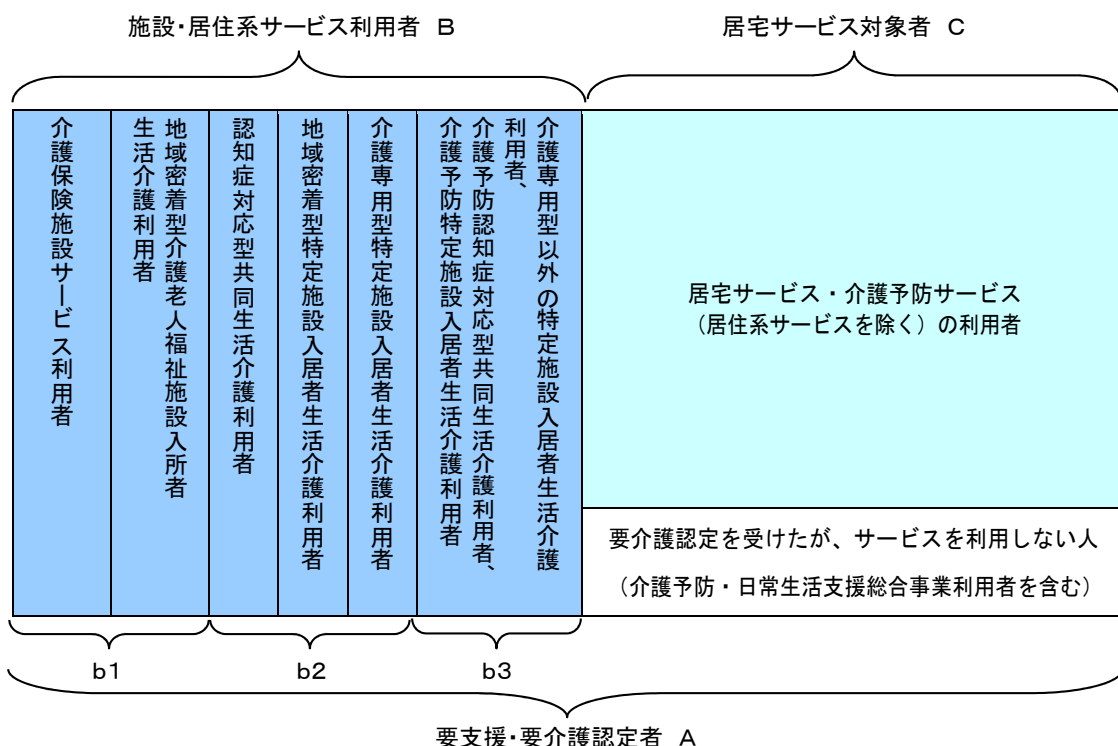 施設・居住系サービス利用者 B
居宅サービス対象者 C
介護保険施設サービス利用者
地域密着型介護老人福祉施設入所者
生活介護利用者
認知症対応型共同生活介護利用者
地域密着型特定施設入居者生活介護利用者
介護専用型特定施設入居者生活介護利用者
介護専用型以外の特定施設入居者生活介護
利用者、
介護予防認知症対応型共同生活介護利用者、
介護予防特定施設入居者生活介護利用者
居宅サービス・介護予防サービス
（居住系サービスを除く）の利用者
要介護認定を受けたが、サービスを利用しない人
（介護予防・日常生活支援総合事業利用者を含む）
b1
b2
b3
要支援・要介護認定者 A